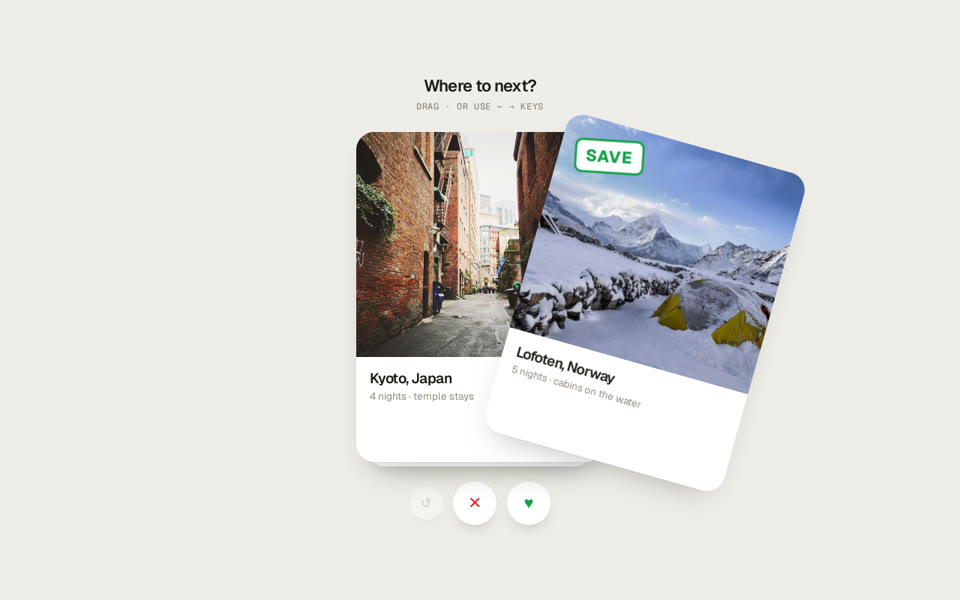 Where to next?
DRAG · OR USE ← → KEYS
SAVE
Kyoto, Japan
4 nights · temple stays
Lofoten, Norway
5 nights · cabins on the water